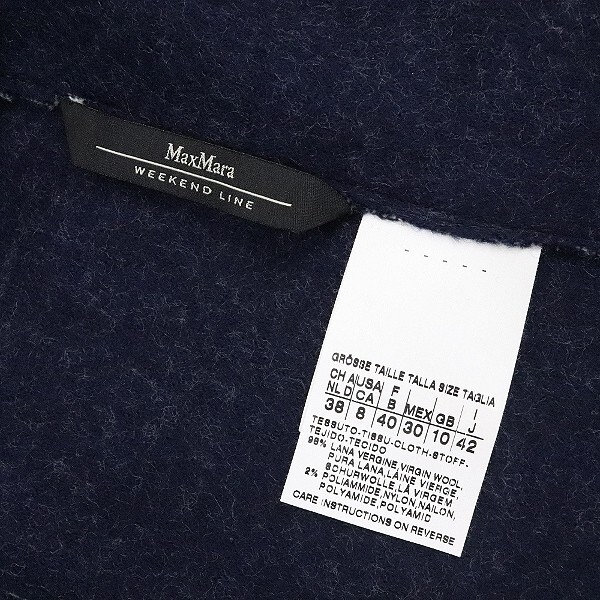 MaxMara
WEEKEND LINE
- - - - -
GRÖSSE TAILLE TALLA SIZE TAGLIA
CH A USA F I
NL D CA B MEX GB J
38 8 40 30 10 42
TESSUTO-TISSU-CLOTH-STOFF-
TEJIDO-TECIDO
98% LANA VERGINE,VIRGIN WOOL,
PURA LANA,LAINE VIERGE,
SCHURWOLLE,LÃ VIRGEM
2% POLIAMMIDE,NYLON,NAILON,
POLYAMIDE,POLYAMID
CARE INSTRUCTIONS ON REVERSE